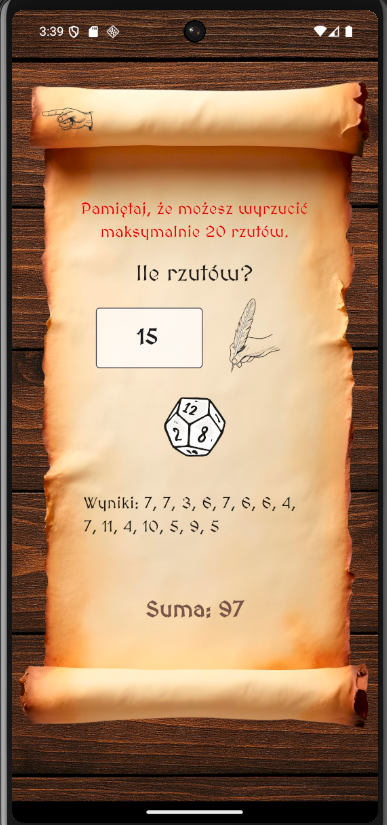 3:39
Pamiętaj, że możesz wyrzucić
maksymalnie 20 rzutów.
Ile rzutów?
15
12
2 8
Wyniki: 7, 7, 3, 6, 7, 6, 6, 4,
7, 11, 4, 10, 5, 9, 5
Suma: 97